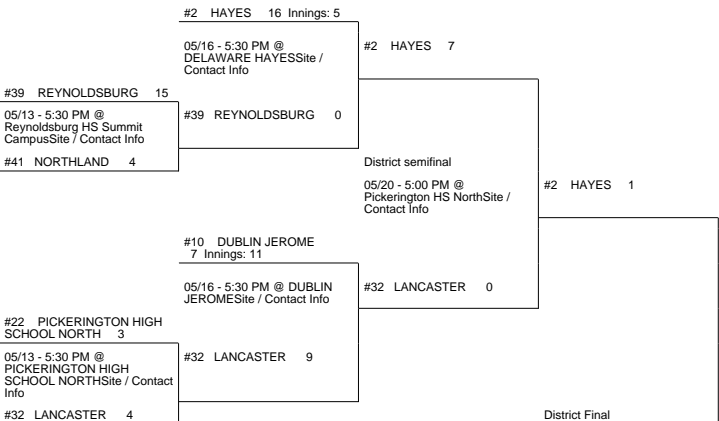 #2 HAYES 16 Innings: 5
05/16 - 5:30 PM @
DELAWARE HAYESSite /
Contact Info
#2 HAYES 7
#39 REYNOLDSBURG 15
05/13 - 5:30 PM @
Reynoldsburg HS Summit
CampusSite / Contact Info
#39 REYNOLDSBURG 0
#41 NORTHLAND 4
District semifinal
05/20 - 5:00 PM @
Pickerington HS NorthSite /
Contact Info
#2 HAYES 1
#10 DUBLIN JEROME
7 Innings: 11
05/16 - 5:30 PM @ DUBLIN
JEROMESite / Contact Info
#32 LANCASTER 0
#22 PICKERINGTON HIGH
SCHOOL NORTH 3
05/13 - 5:30 PM @
PICKERINGTON HIGH
SCHOOL NORTHSite / Contact
Info
#32 LANCASTER 9
#32 LANCASTER 4
District Final